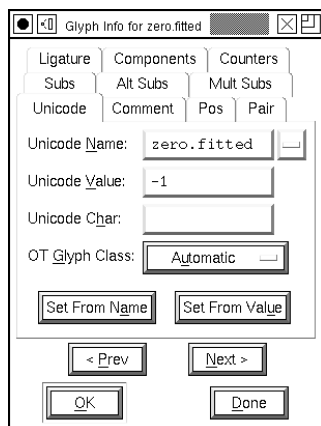 Glyph Info for zero.fitted
Ligature Components Counters
Subs Alt Subs Mult Subs
Unicode Comment Pos Pair
Unicode Name: zero.fitted
Unicode Value: -1
Unicode Char:
OT Glyph Class: Automatic
Set From Name Set From Value
< Prev Next >
OK Done